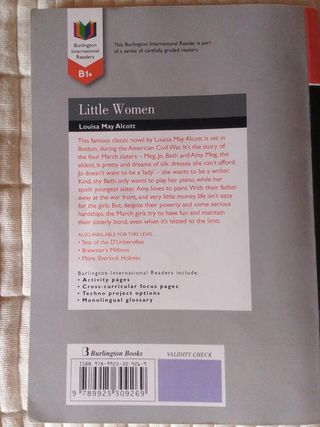 Burlington
International
Readers
B1+
This Burlington International Reader is part
of a series of carefully graded readers.
Little Women
Louisa May Alcott
This famous classic novel by Louisa May Alcott is set in
Boston, during the American Civil War. It's the story of
the four March sisters – Meg, Jo, Beth and Amy. Meg, the
eldest, is pretty and dreams of silk dresses she can't afford.
Jo doesn't want to be a 'lady' – she wants to be a writer.
Kind, shy Beth only wants to play her piano, while her
spoilt youngest sister, Amy, loves to paint. With their father
away at the war front, and very little money, life isn't easy
for the girls. But, despite their poverty and some serious
hardships, the March girls try to have fun and maintain
their sisterly bond, even when it's tested to the limit.
ALSO AVAILABLE FOR THIS LEVEL:
• Tess of the D'Urbervilles
• Brewster's Millions
• More Sherlock Holmes
Burlington International Readers include:
• Activity pages
• Cross-curricular focus pages
• Techno project options
• Monolingual glossary
B Burlington Books
VALIDITY CHECK
ISBN 978-9925-30-926-9
9 789925 309269